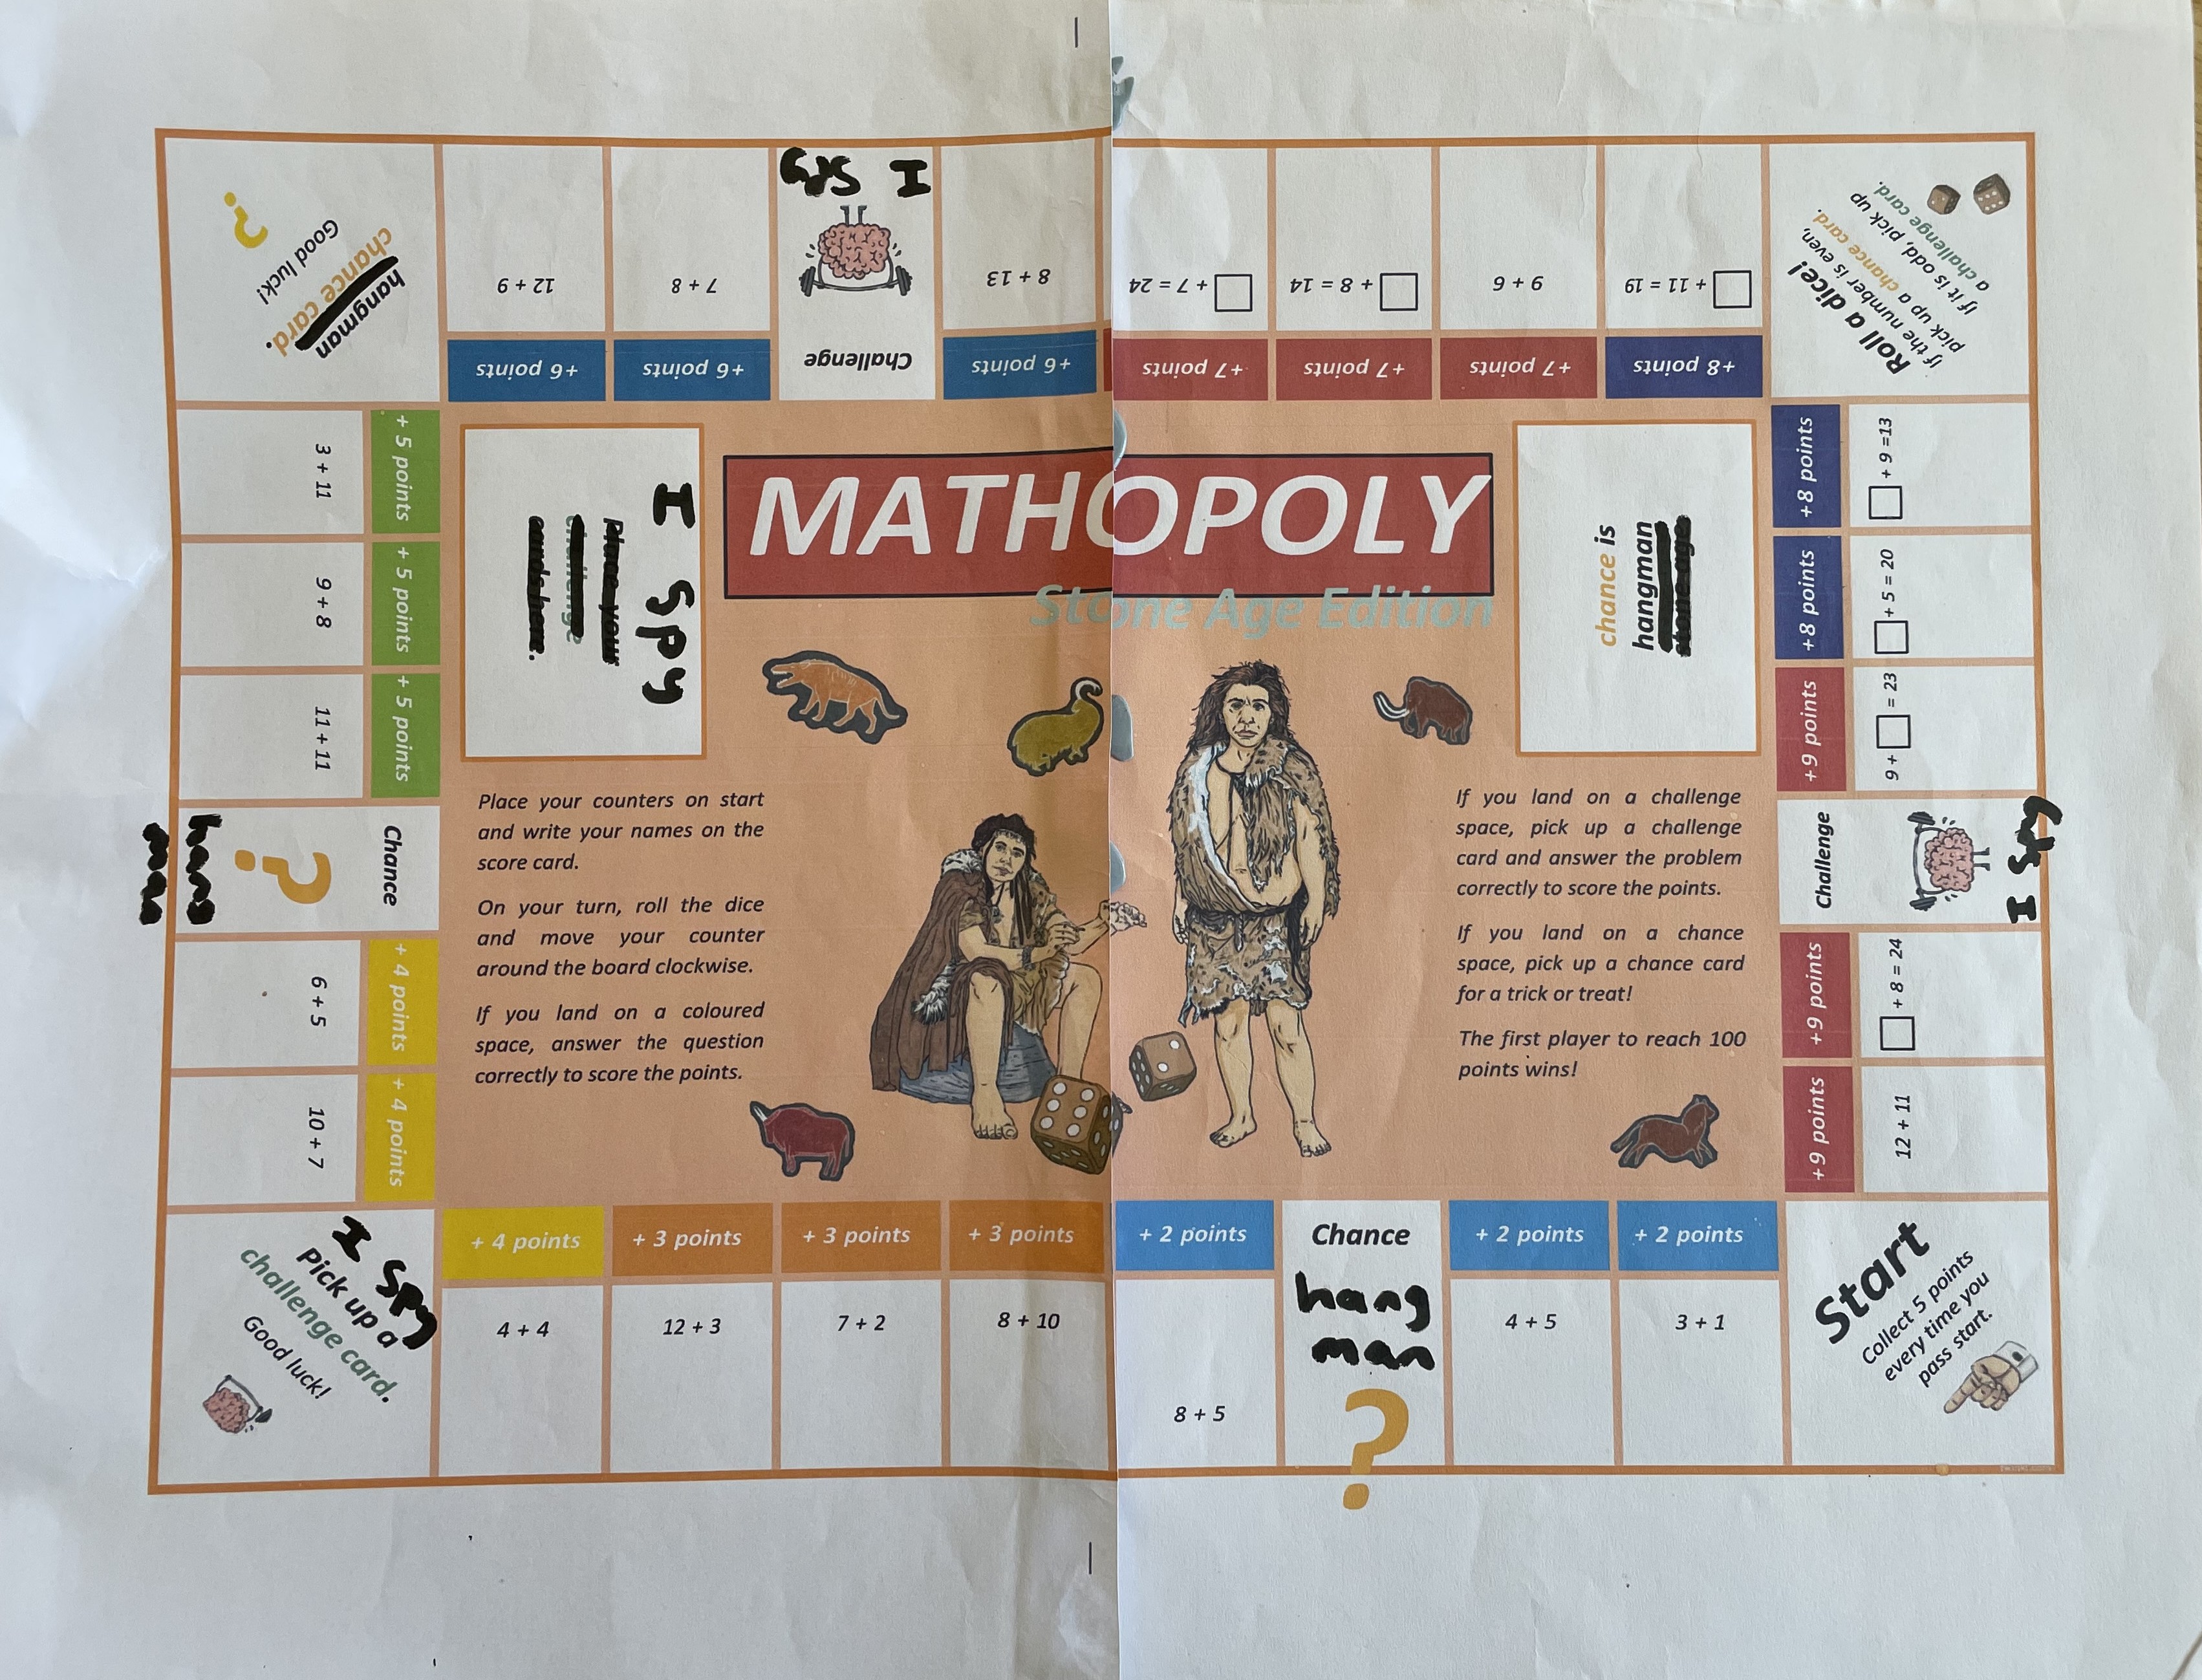 hangman
chance card.
Good luck!
12 + 9
+6 points
7 + 8
+6 points
I Spy
Challenge
8 + 13
+6 points
□ + 7 = 24
+7 points
□ + 8 = 14
+7 points
9 + 6
+7 points
□ + 11 = 19
+8 points
Roll a dice!
If the number is even,
pick up a chance card.
If it is odd, pick up
a challenge card.
□ + 9 =13
+8 points
□ + 5 = 20
+8 points
9 + □ = 23
+9 points
I Spy
Challenge
□ + 8 = 24
+9 points
12 + 11
+9 points
Start
Collect 5 points
every time you
pass start.
3 + 1
+ 2 points
4 + 5
+ 2 points
Chance
hang
man
?
8 + 5
+ 2 points
8 + 10
+ 3 points
7 + 2
+ 3 points
12 + 3
+ 3 points
4 + 4
+ 4 points
I Spy
Pick up a
challenge card.
Good luck!
10 + 7
+ 4 points
6 + 5
+ 4 points
Chance
?
hang
man
11 + 11
+ 5 points
9 + 8
+ 5 points
3 + 11
+ 5 points
I Spy
Place your
challenge
cards here.
MATHOPOLY
Stone Age Edition
chance is
hangman
stone age
Place your counters on start
and write your names on the
score card.
On your turn, roll the dice
and move your counter
around the board clockwise.
If you land on a coloured
space, answer the question
correctly to score the points.
If you land on a challenge
space, pick up a challenge
card and answer the problem
correctly to score the points.
If you land on a chance
space, pick up a chance card
for a trick or treat!
The first player to reach 100
points wins!